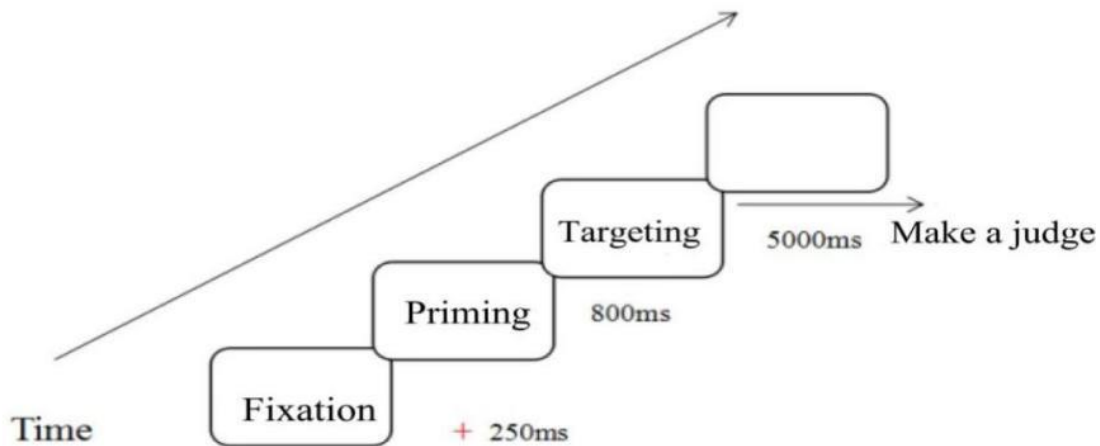 Targeting
5000ms
Make a judge
Priming
800ms
Fixation
Time
+ 250ms